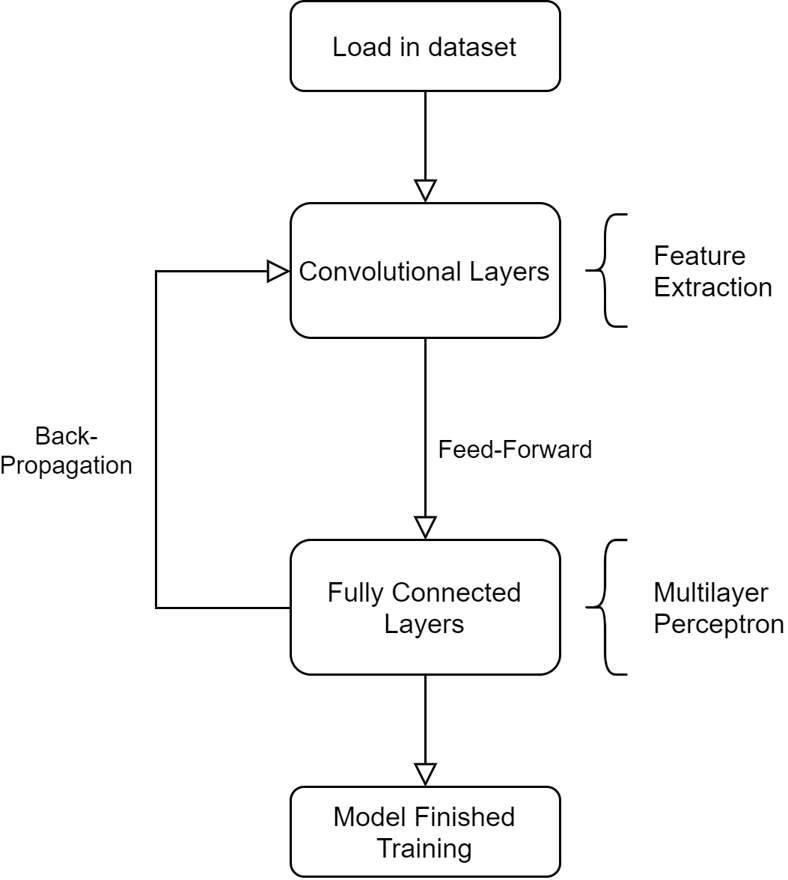 Load in dataset
Convolutional Layers
Feature
Extraction
Back-
Propagation
Feed-Forward
Fully Connected
Layers
Multilayer
Perceptron
Model Finished
Training